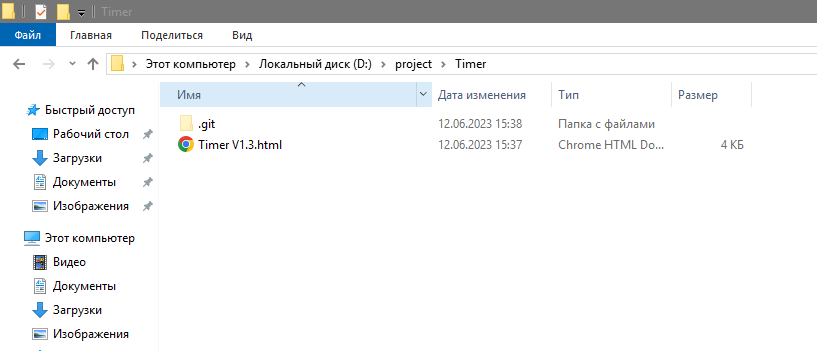 Timer
Файл Главная Поделиться Вид
Этот компьютер Локальный диск (D:) project Timer
Имя Дата изменения Тип Размер
Быстрый доступ
Рабочий стол
Загрузки
Документы
Изображения
Этот компьютер
Видео
Документы
Загрузки
Изображения
.git 12.06.2023 15:38 Папка с файлами
Timer V1.3.html 12.06.2023 15:37 Chrome HTML Do... 4 КБ